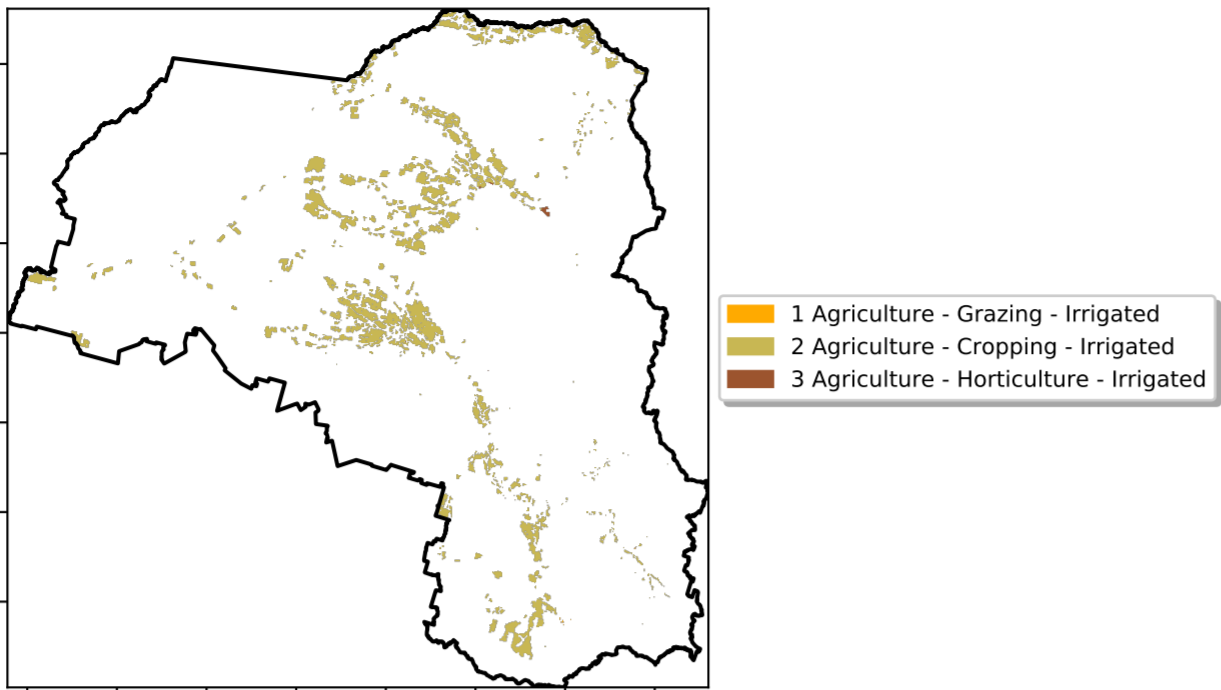 1 Agriculture - Grazing - Irrigated
2 Agriculture - Cropping - Irrigated
3 Agriculture - Horticulture - Irrigated